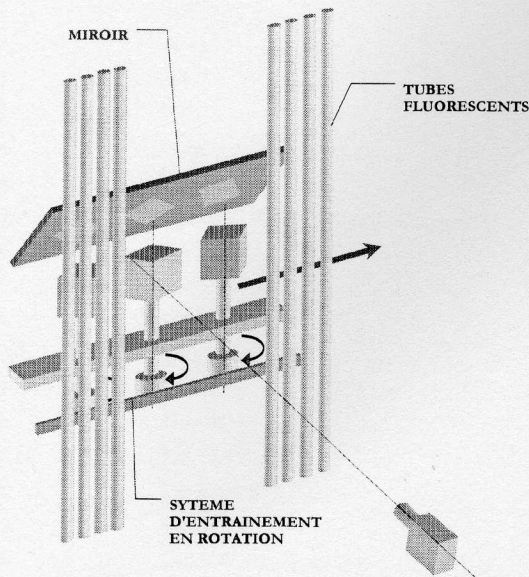 MIROIR
TUBES
FLUORESCENTS
SYTEME
D'ENTRAINEMENT
EN ROTATION